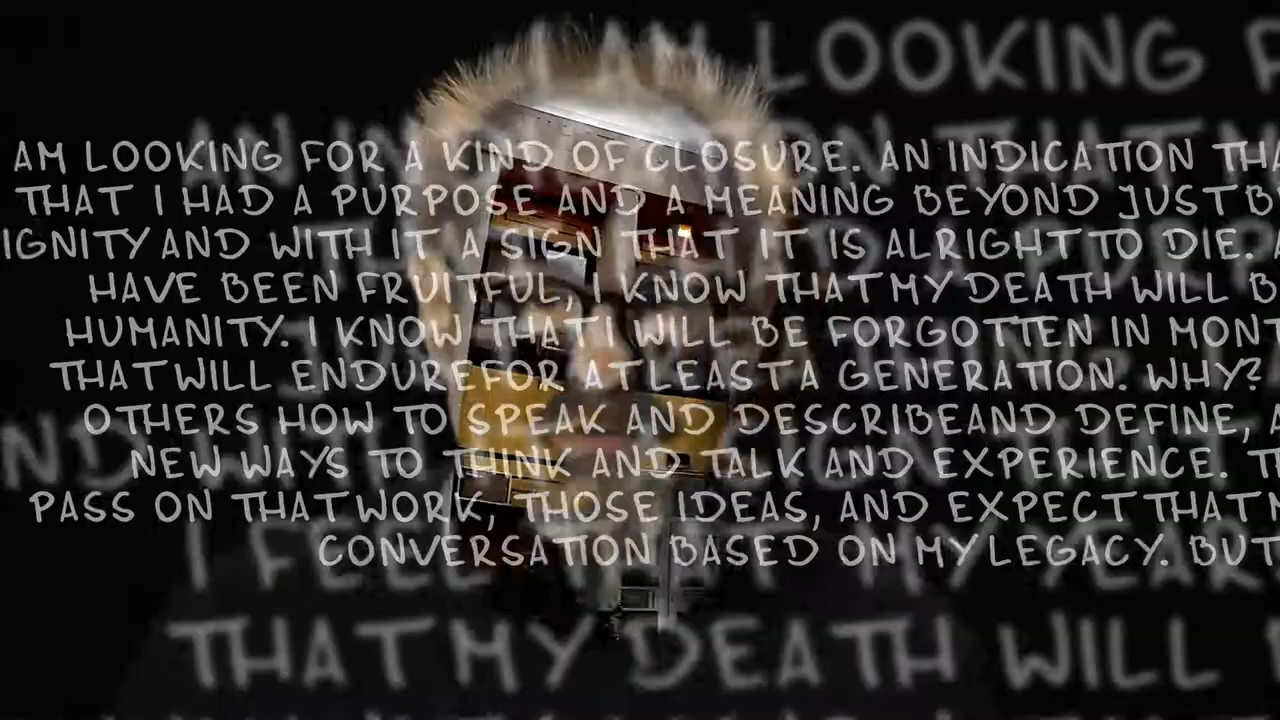 AM LOOKING FOR A KIND OF CLOSURE. AN INDICATION THA
THAT I HAD A PURPOSE AND A MEANING BEYOND JUST B
IGNITY AND WITH IT A SIGN THAT IT IS ALRIGHT TO DIE.
HAVE BEEN FRUITFUL, I KNOW THAT MY DEATH WILL B
HUMANITY. I KNOW THAT I WILL BE FORGOTTEN IN MONT
THAT WILL ENDURE FOR AT LEAST A GENERATION. WHY?
OTHERS HOW TO SPEAK AND DESCRIBE AND DEFINE,
NEW WAYS TO THINK AND TALK AND EXPERIENCE.
PASS ON THAT WORK, THOSE IDEAS, AND EXPECT THAT
CONVERSATION BASED ON MY LEGACY. BUT
I AM LOOKING
THAT MY DEATH WILL